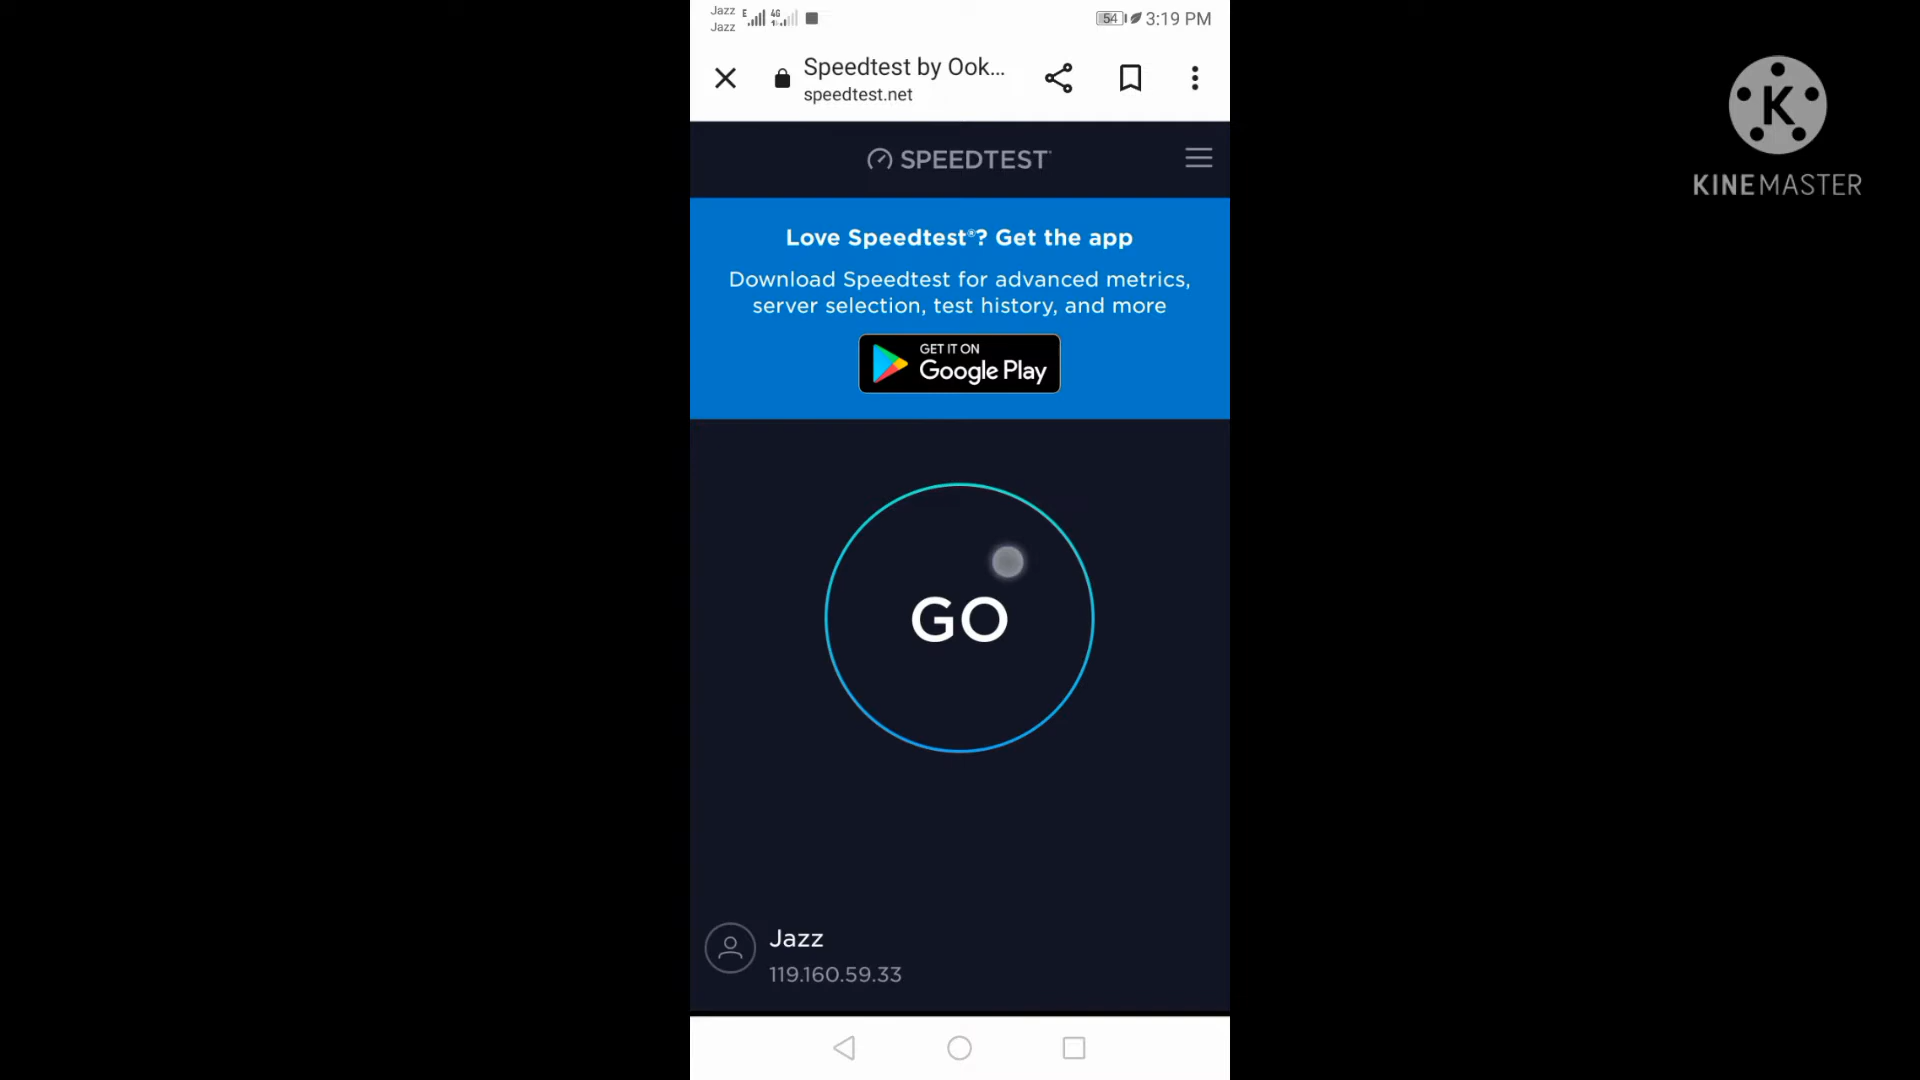 Jazz
Jazz
E
4G
54
3:19 PM
Speedtest by Ook...
speedtest.net
K
KINEMASTER
SPEEDTEST
Love Speedtest®? Get the app
Download Speedtest for advanced metrics,
server selection, test history, and more
GET IT ON
Google Play
GO
Jazz
119.160.59.33